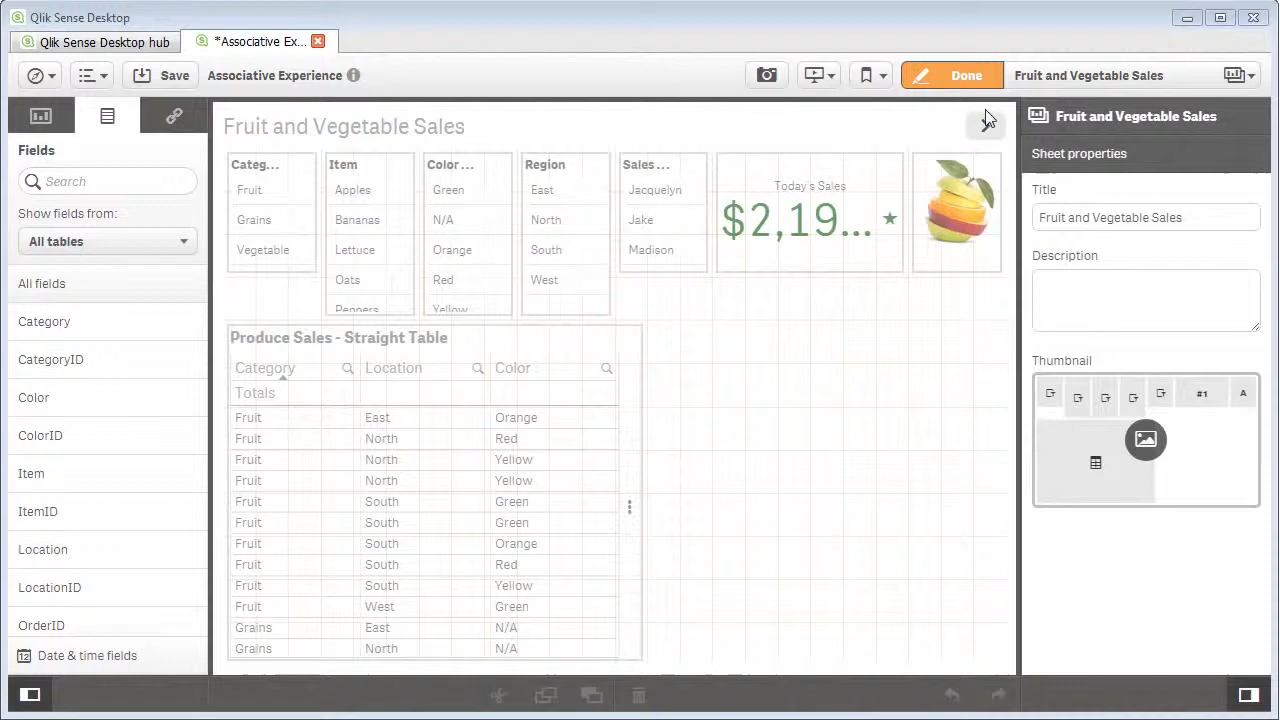 Qlik Sense Desktop
Qlik Sense Desktop hub
*Associative Ex...
Save
Associative Experience
Done
Fruit and Vegetable Sales
Fields
Search
Show fields from:
All tables
All fields
Category
CategoryID
Color
ColorID
Item
ItemID
Location
LocationID
OrderID
12 Date & time fields
Fruit and Vegetable Sales
Categ...
Fruit
Grains
Vegetable
Item
Apples
Bananas
Lettuce
Oats
Peppers
Color ...
Green
N/A
Orange
Red
Yellow
Region
East
North
South
West
Sales ...
Jacquelyn
Jake
Madison
Today's Sales
$2,19...
Produce Sales - Straight Table
Category Location Color
Totals
Fruit East Orange
Fruit North Red
Fruit North Yellow
Fruit North Yellow
Fruit South Green
Fruit South Green
Fruit South Orange
Fruit South Red
Fruit South Yellow
Fruit West Green
Grains East N/A
Grains North N/A
Fruit and Vegetable Sales
Sheet properties
Title
Fruit and Vegetable Sales
Description
Thumbnail
#1 A